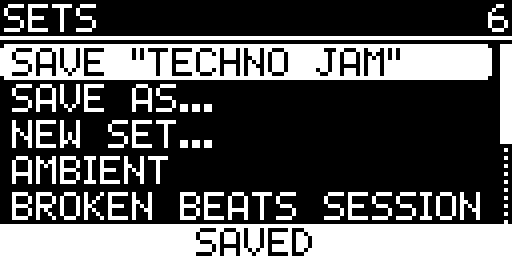 SETS 6
SAVE "TECHNO JAM"
SAVE AS...
NEW SET...
AMBIENT
BROKEN BEATS SESSION
SAVED